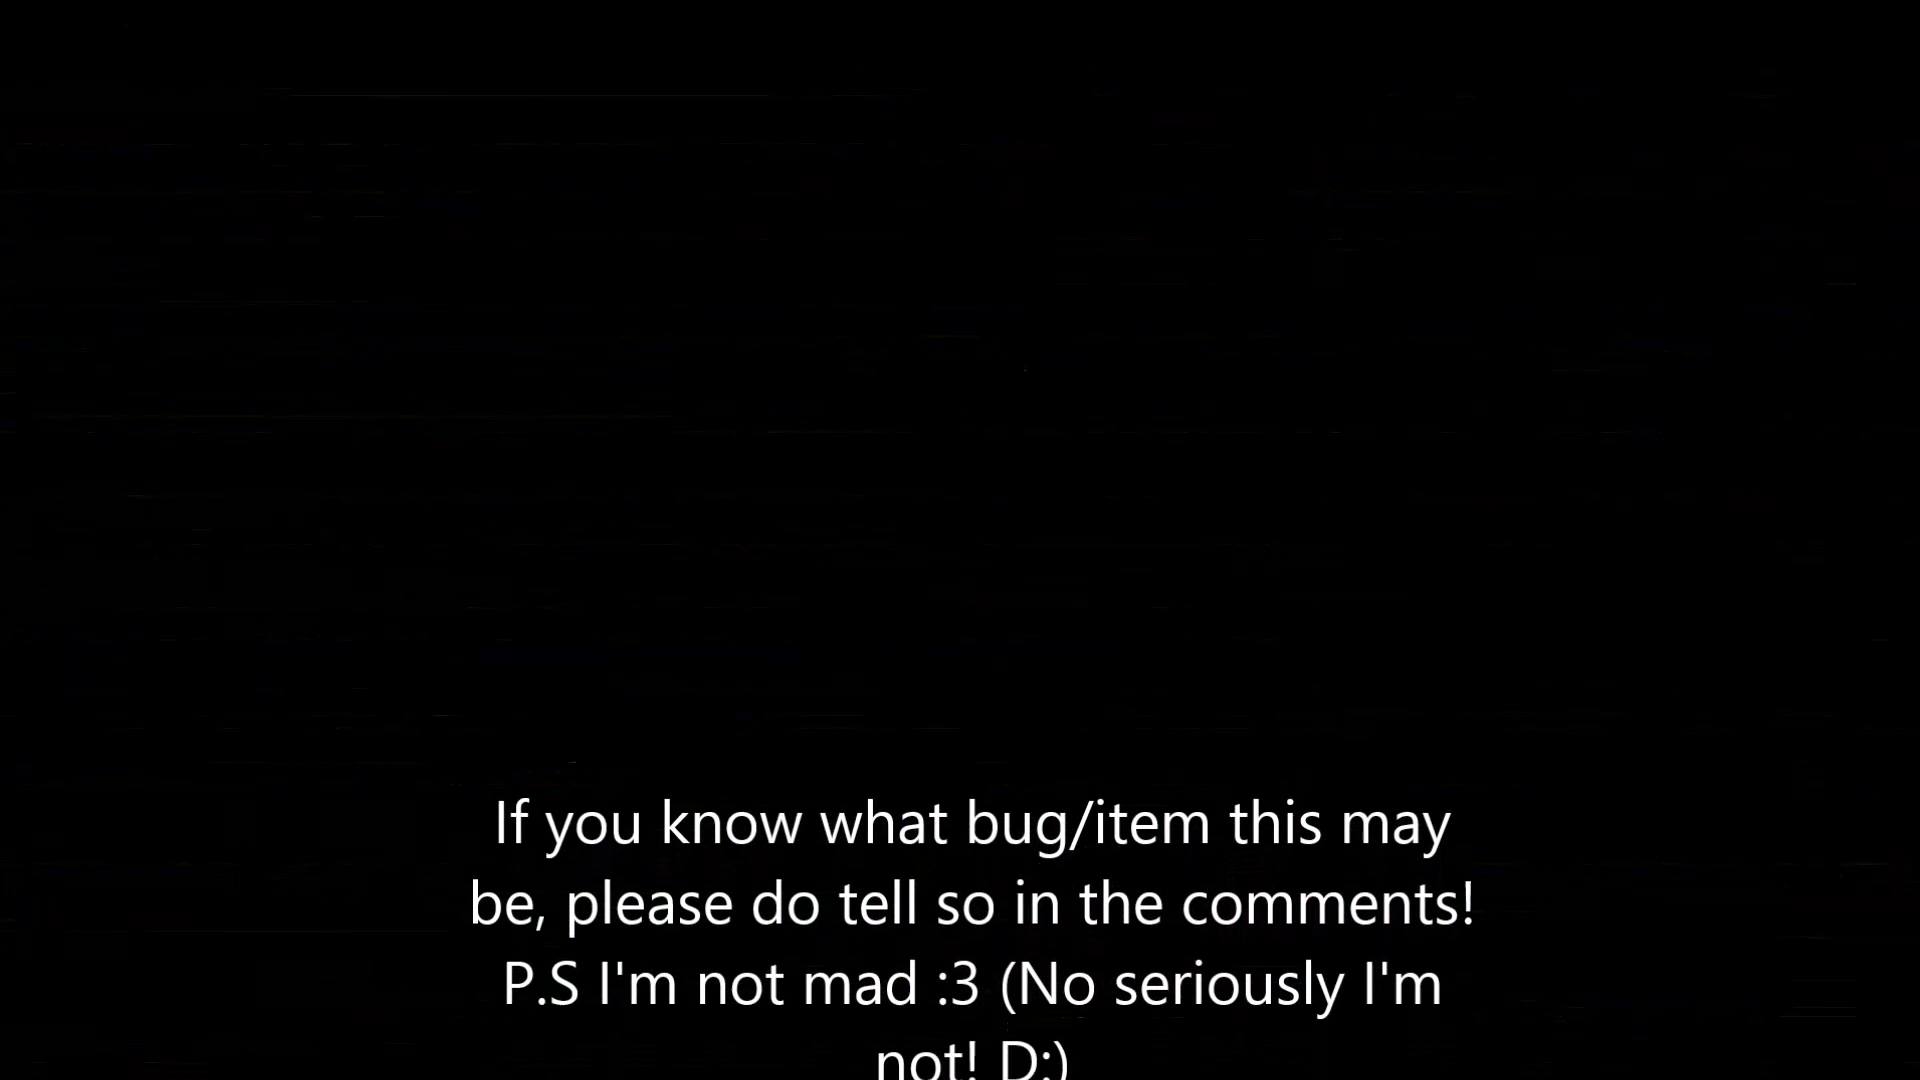 If you know what bug/item this may
be, please do tell so in the comments!
P.S I'm not mad :3 (No seriously I'm
not! D:)